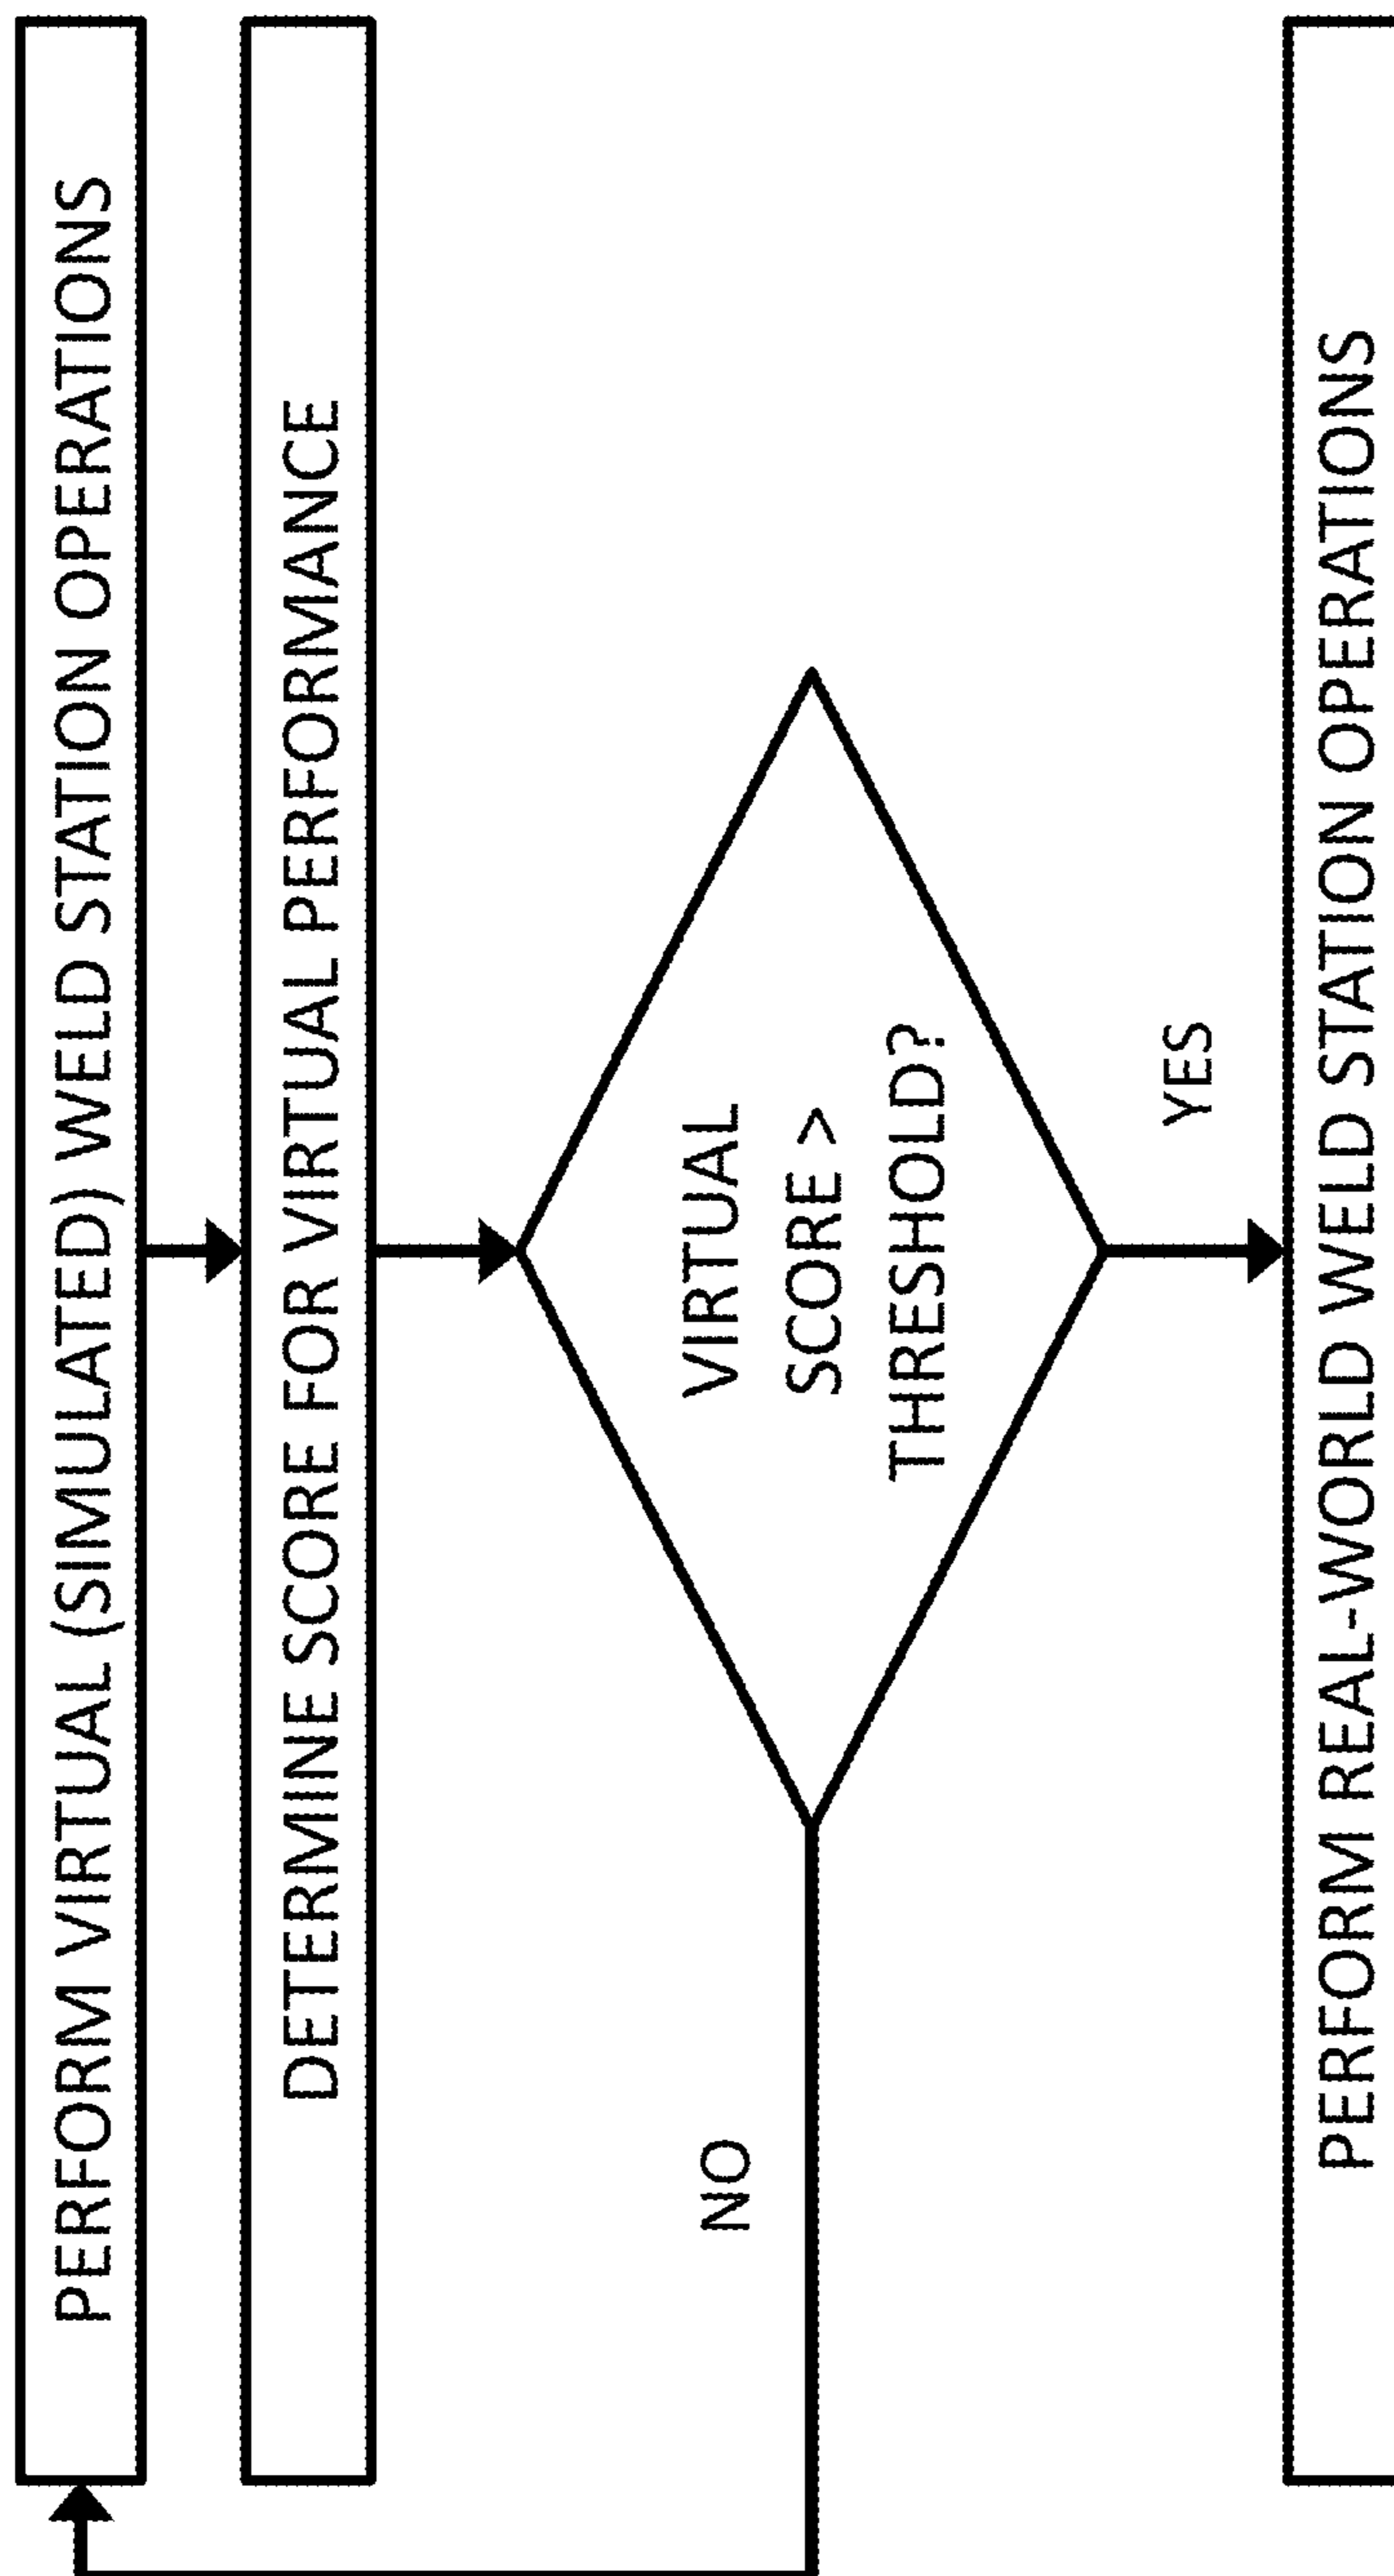 PERFORM VIRTUAL (SIMULATED) WELD STATION OPERATIONS
DETERMINE SCORE FOR VIRTUAL PERFORMANCE
VIRTUAL
SCORE >
THRESHOLD?
NO
YES
PERFORM REAL-WORLD WELD STATION OPERATIONS